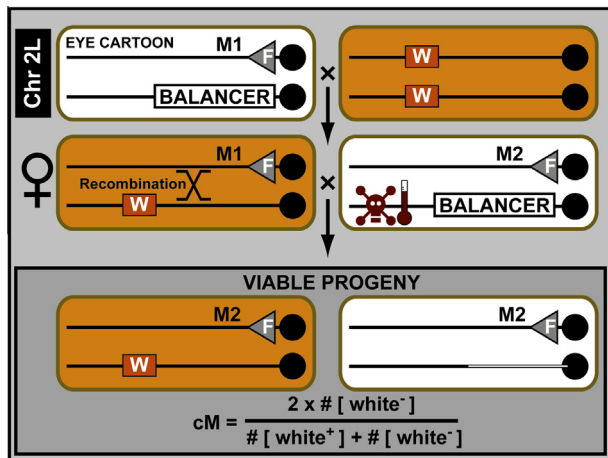 Chr 2L
EYE CARTOON
M1
F
BALANCER
×
W
W
♀
M1
F
Recombination
W
×
M2
F
BALANCER
VIABLE PROGENY
M2
F
W
M2
F
cM = 2 x # [ white⁻ ]
# [ white⁺ ] + # [ white⁻ ]